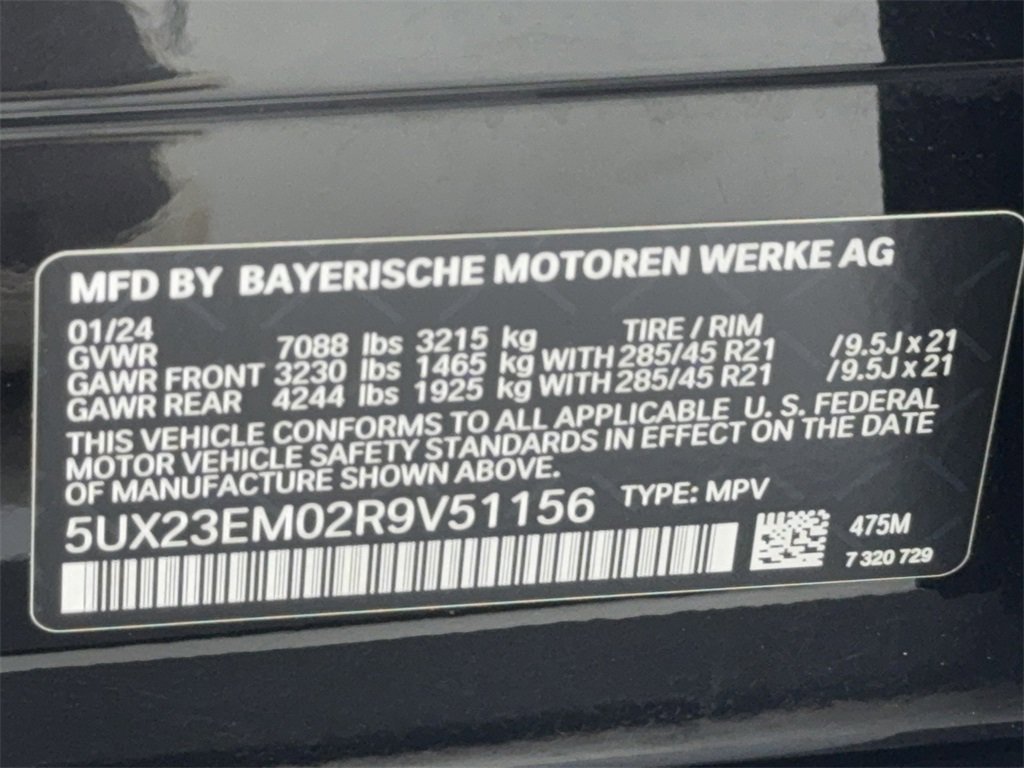 MFD BY BAYERISCHE MOTOREN WERKE AG
01/24 TIRE / RIM
GVWR 7088 lbs 3215 kg
GAWR FRONT 3230 lbs 1465 kg WITH 285/45 R21 /9.5J x 21
GAWR REAR 4244 lbs 1925 kg WITH 285/45 R21 /9.5J x 21
THIS VEHICLE CONFORMS TO ALL APPLICABLE U. S. FEDERAL
MOTOR VEHICLE SAFETY STANDARDS IN EFFECT ON THE DATE
OF MANUFACTURE SHOWN ABOVE.
5UX23EM02R9V51156 TYPE: MPV
475M
7 320 729